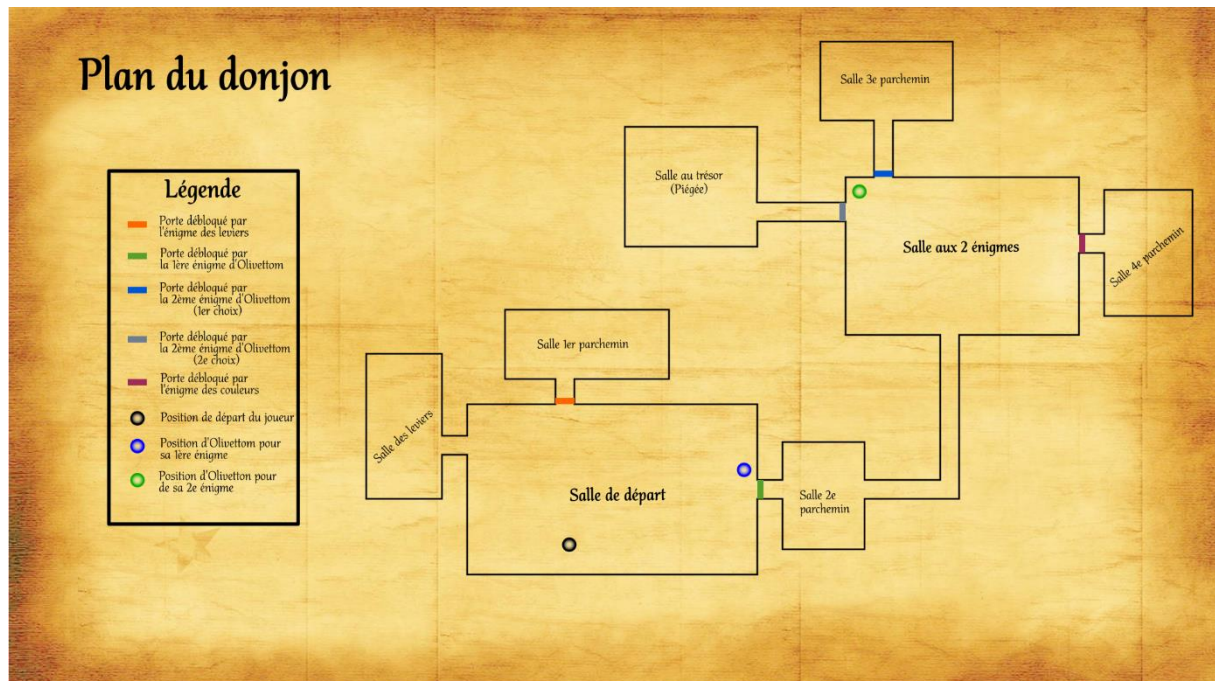 Plan du donjon
Légende
Porte débloqué par
l'énigme des leviers
Porte débloqué par
la 1ère énigme d'Olivettom
Porte débloqué par
la 2ème énigme d'Olivettom
(1er choix)
Porte débloqué par
la 2ème énigme d'Olivettom
(2e choix)
Porte débloqué par
l'énigme des couleurs
Position de départ du joueur
Position d'Olivettom pour
sa 1ère énigme
Position d'Olivetton pour
de sa 2e énigme
Salle 3e parchemin
Salle au trésor
(Piégée)
Salle aux 2 énigmes
Salle 4e parchemin
Salle 1er parchemin
Salle des leviers
Salle de départ
Salle 2e
parchemin